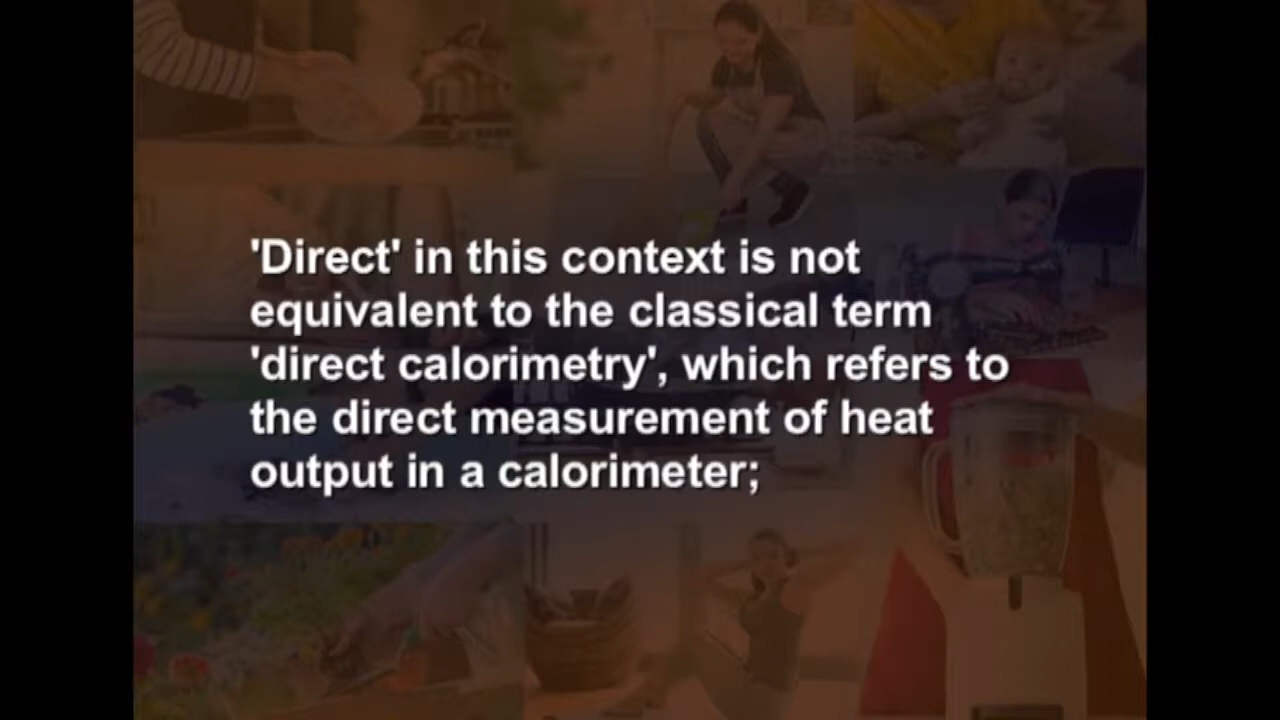 'Direct' in this context is not
equivalent to the classical term
'direct calorimetry', which refers to
the direct measurement of heat
output in a calorimeter;